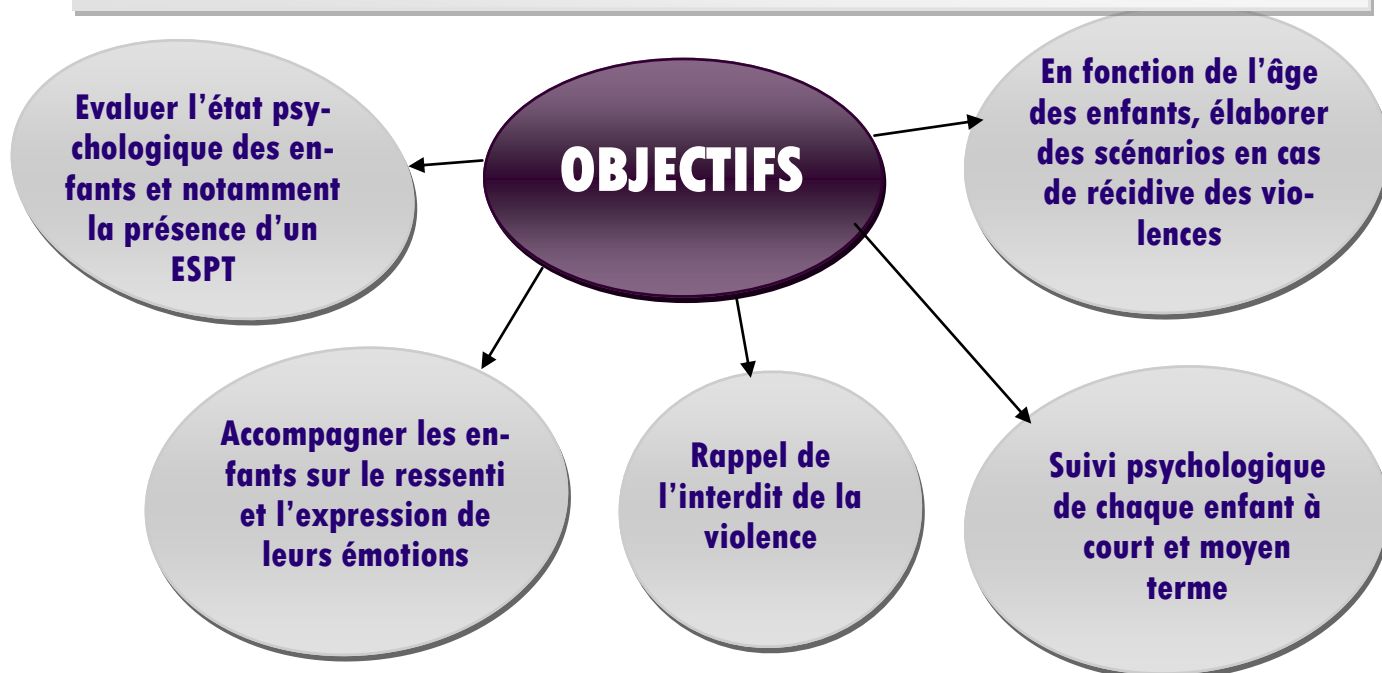 OBJECTIFS
Evaluer l’état psy-
chologique des en-
fants et notamment
la présence d’un
ESPT
En fonction de l’âge
des enfants, élaborer
des scénarios en cas
de récidive des vio-
lences
Accompagner les en-
fants sur le ressenti
et l’expression de
leurs émotions
Rappel de
l’interdit de la
violence
Suivi psychologique
de chaque enfant à
court et moyen
terme